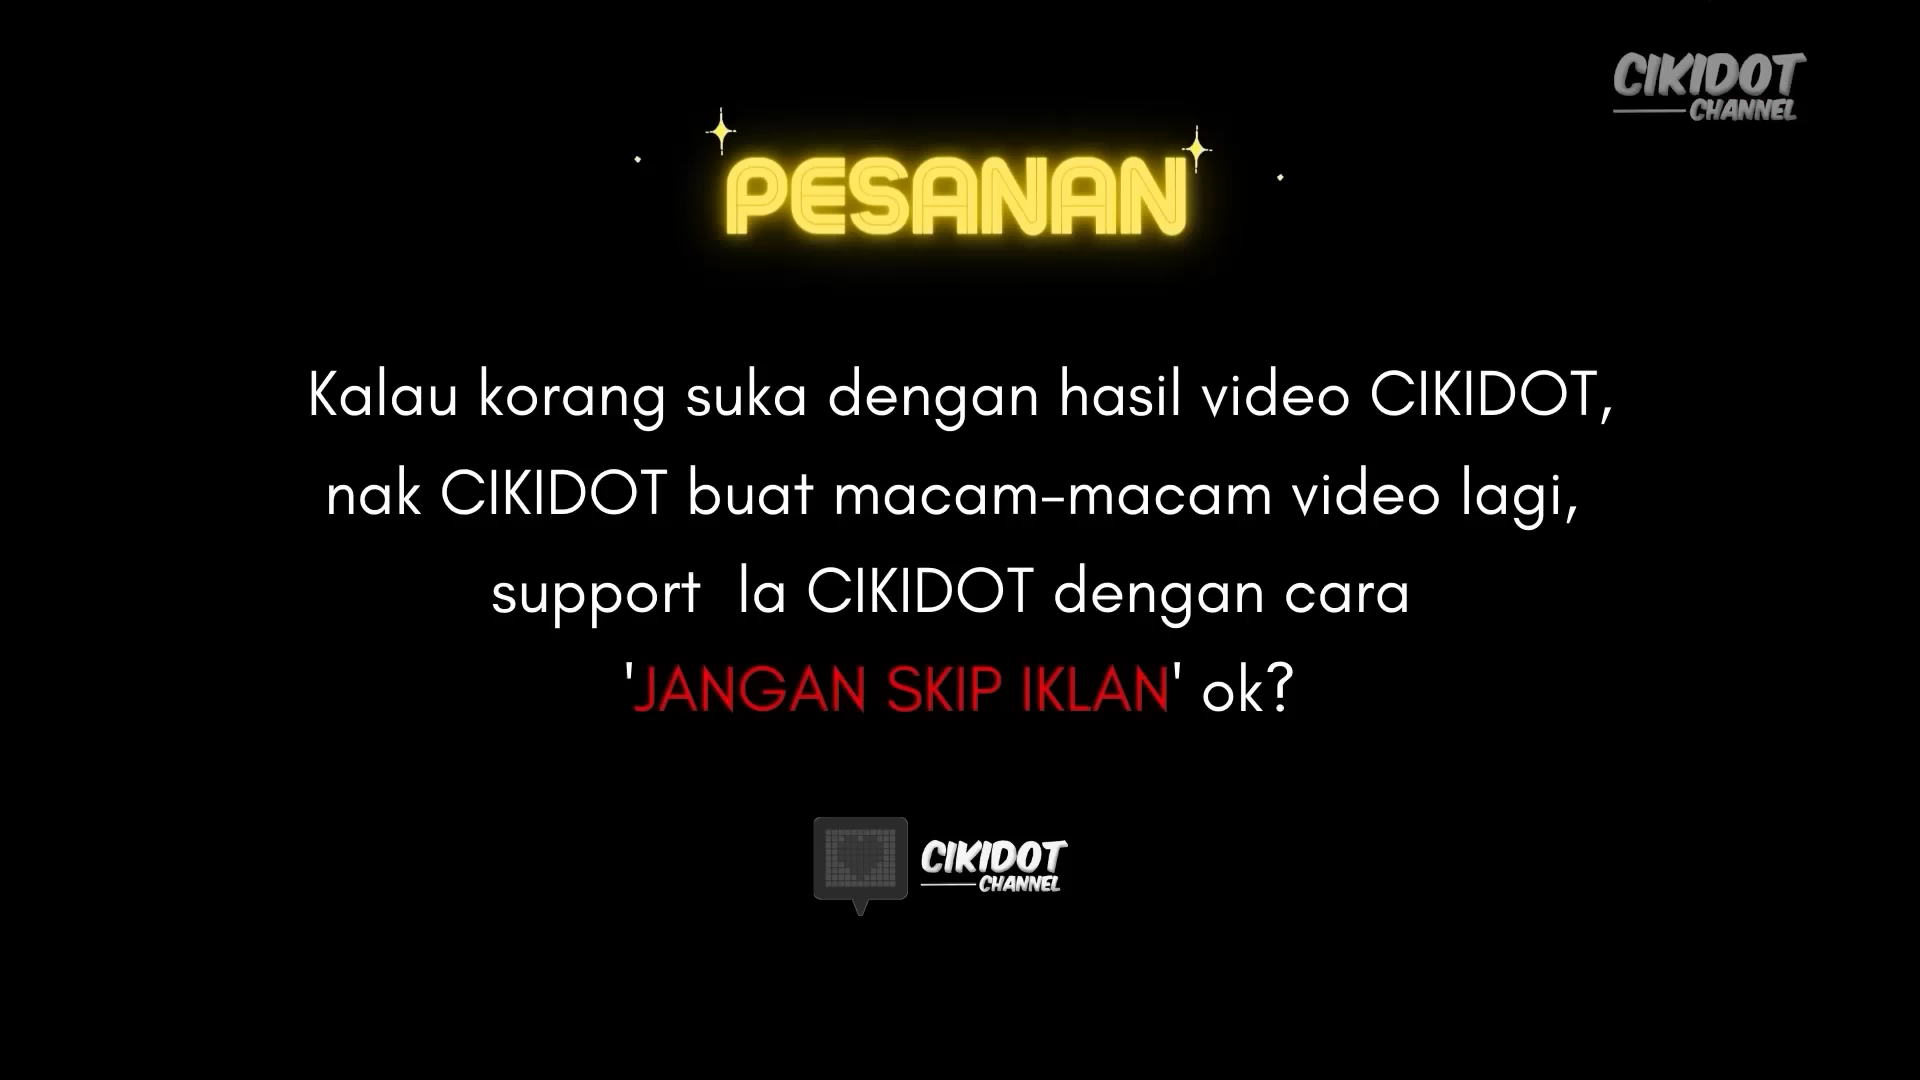 CIKIDOT
CHANNEL
PESANAN
Kalau korang suka dengan hasil video CIKIDOT,
nak CIKIDOT buat macam-macam video lagi,
support  la CIKIDOT dengan cara
'JANGAN SKIP IKLAN' ok?
CIKIDOT
CHANNEL